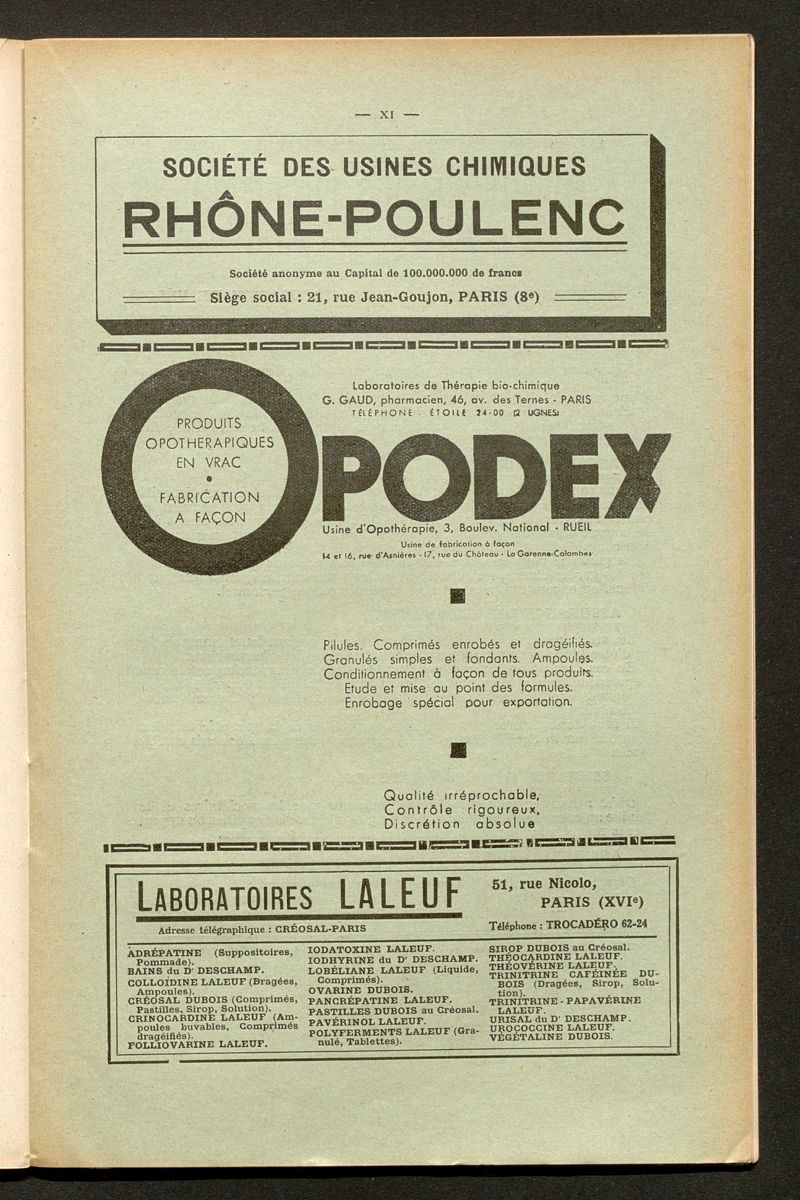 — XI —
SOCIÉTÉ DES USINES CHIMIQUES
RHÔNE-POULENC
Société anonyme au Capital de 100.000.000 de francs
Siège social : 21, rue Jean-Goujon, PARIS (8e)
PRODUITS
OPOTHERAPIQUES
EN VRAC
•
FABRICATION
A FAÇON
Laboratoires de Thérapie bio-chimique
G. GAUD, pharmacien, 46, av. des Ternes - PARIS
TÉLÉPHONE . ÉTOILE 24-00 (2 LIGNES)
OPODEX
Usine d'Opothérapie, 3, Boulev. National - RUEIL
Usine de fabrication à façon
14 et 16, rue d'Asnières - 17, rue du Château - La Garenne-Colombes
Pilules. Comprimés enrobés et dragéifiés.
Granulés simples et fondants. Ampoules.
Conditionnement à façon de tous produits.
Etude et mise au point des formules.
Enrobage spécial pour exportation.
Qualité irréprochable,
Contrôle rigoureux,
Discrétion absolue
LABORATOIRES LALEUF
51, rue Nicolo,
PARIS (XVIe)
Adresse télégraphique : CRÉOSAL-PARIS
Téléphone : TROCADÉRO 62-24
ADRÉPATINE (Suppositoires,
Pommade).
BAINS du Dr DESCHAMP.
COLLOIDINE LALEUF (Dragées,
Ampoules).
CRÉOSAL DUBOIS (Comprimés,
Pastilles, Sirop, Solution).
CRINOCARDINE LALEUF (Am-
poules buvables, Comprimés
dragéifiés).
FOLLIOVARINE LALEUF.
IODATOXINE LALEUF.
IODHYRINE du Dr DESCHAMP.
LOBÉLIANE LALEUF (Liquide,
Comprimés).
OVARINE DUBOIS.
PANCRÉPATINE LALEUF.
PASTILLES DUBOIS au Créosal.
PAVÉRINOL LALEUF.
POLYFERMENTS LALEUF (Gra-
nulé, Tablettes).
SIROP DUBOIS au Créosal.
THÉOCARDINE LALEUF.
THÉOVÉRINE LALEUF.
TRINITRINE CAFÉINÉE DU-
BOIS (Dragées, Sirop, Solu-
tion).
TRINITRINE - PAPAVÉRINE
LALEUF.
URISAL du Dr DESCHAMP.
UROCOCCINE LALEUF.
VÉGÉTALINE DUBOIS.